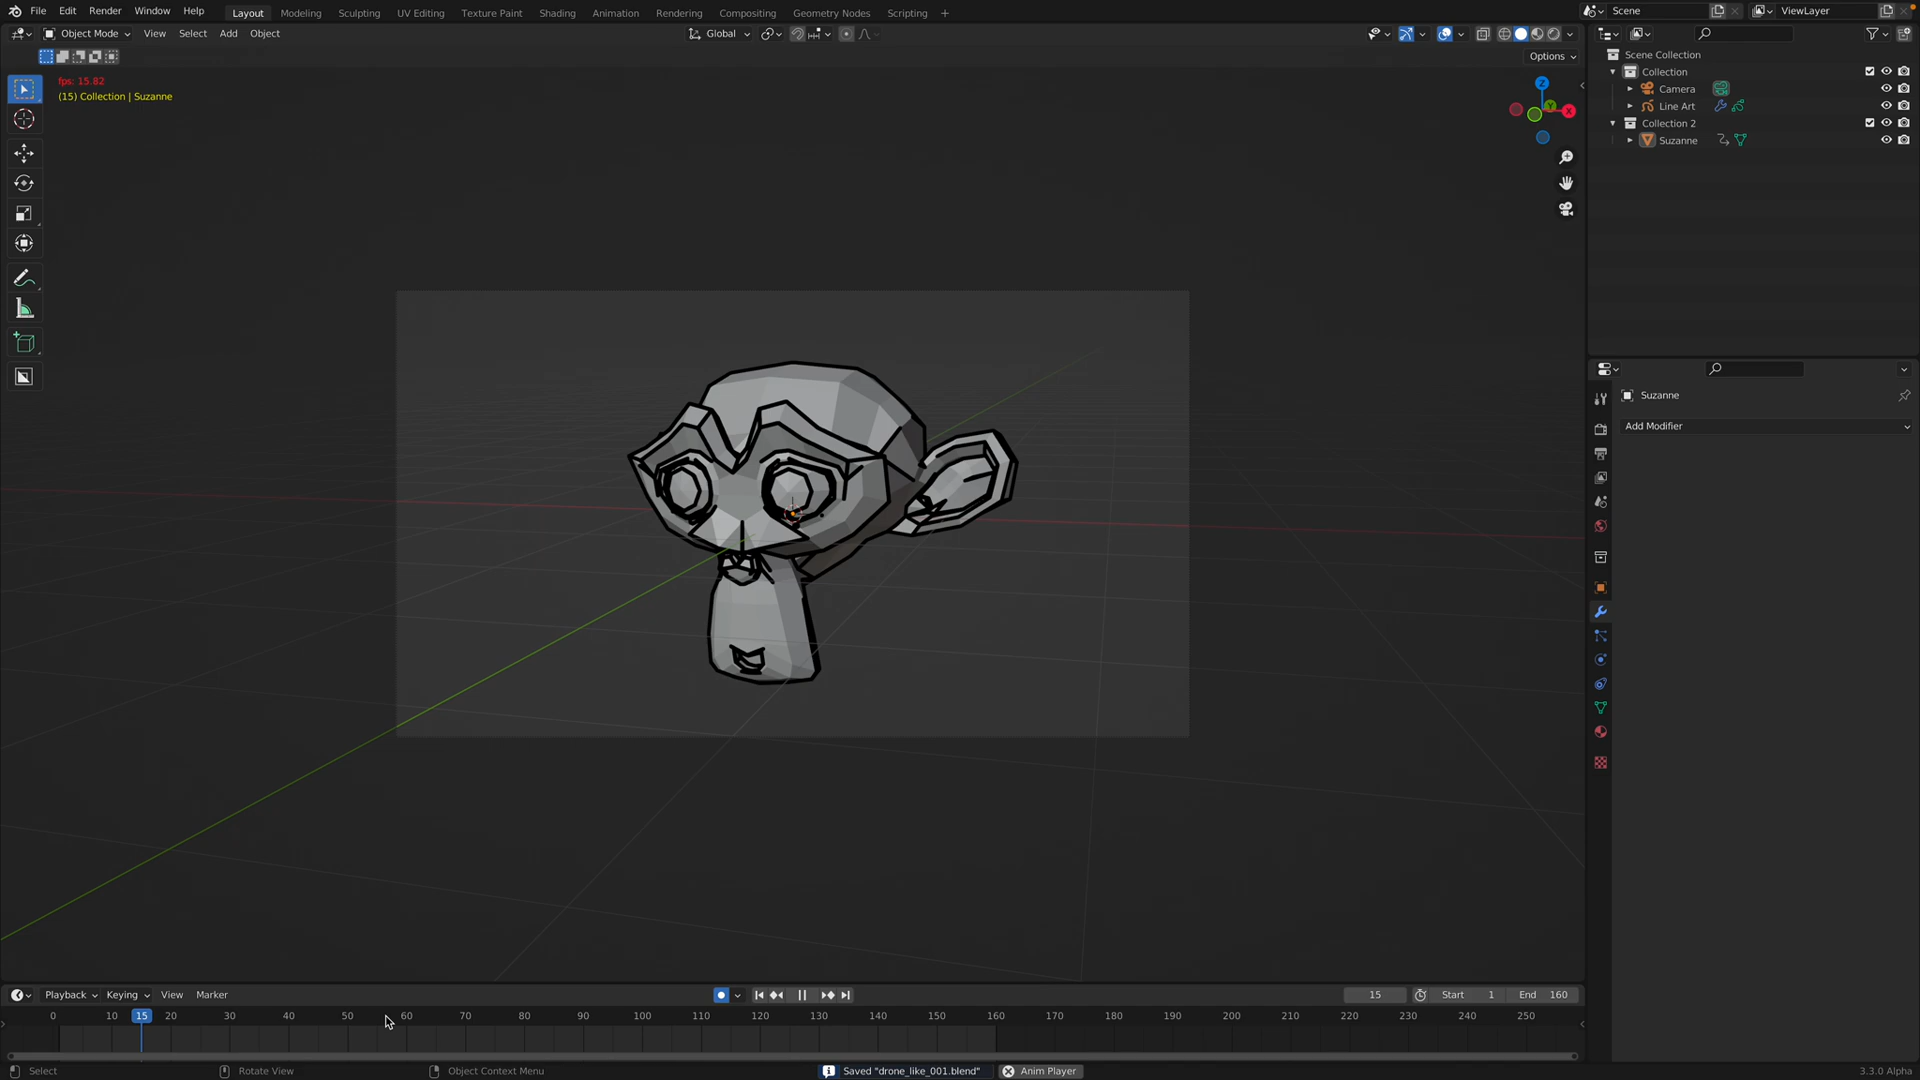 File Edit Render Window Help Layout Modeling Sculpting UV Editing Texture Paint Shading Animation Rendering Compositing Geometry Nodes Scripting + Scene ViewLayer
Object Mode View Select Add Object Global
Options
fps: 15.82
(15) Collection | Suzanne
Z
Y
X
Scene Collection
Collection
Camera
Line Art
Collection 2
Suzanne
Suzanne
Add Modifier
Playback Keying View Marker 15 Start 1 End 160
0 10 15 20 30 40 50 60 70 80 90 100 110 120 130 140 150 160 170 180 190 200 210 220 230 240 250
Select Rotate View Object Context Menu Saved "drone_like_001.blend" Anim Player 3.3.0 Alpha